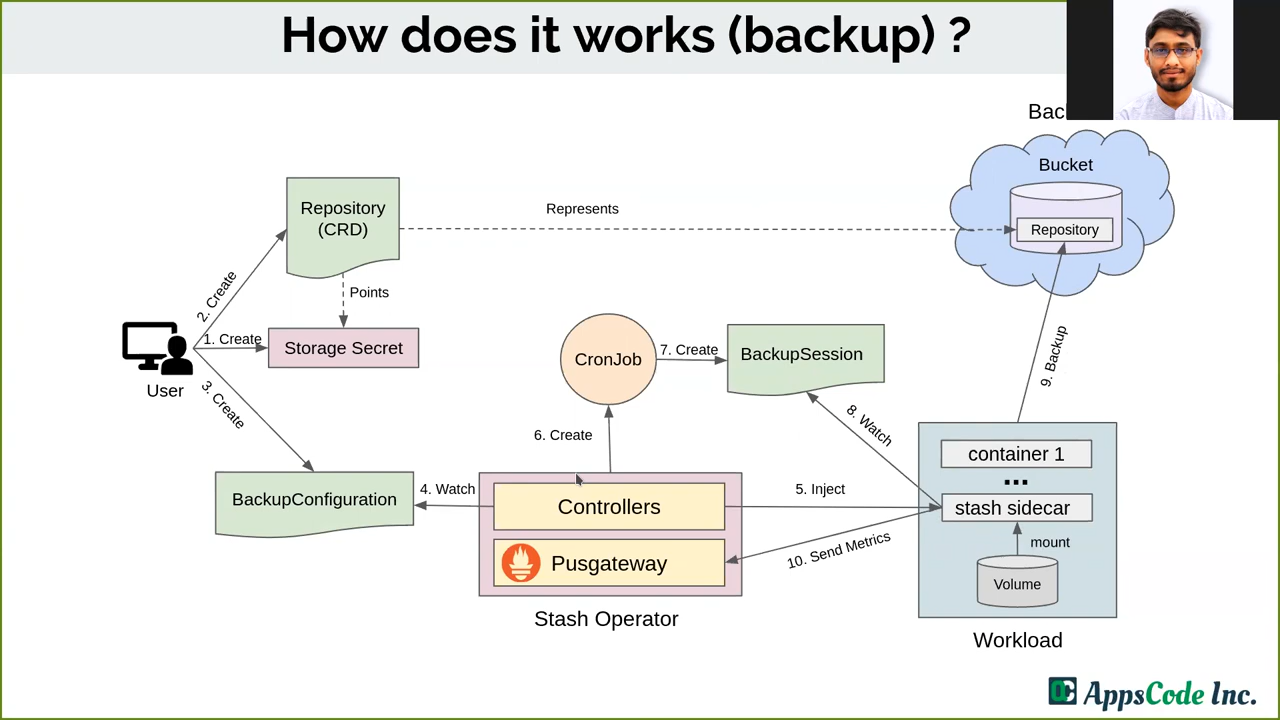 How does it works (backup) ?
Bucket
Repository
(CRD)
Represents
Repository
2. Create
Points
1. Create
Storage Secret
User
3. Create
CronJob
7. Create
BackupSession
9. Backup
6. Create
8. Watch
container 1
...
BackupConfiguration
4. Watch
Controllers
5. Inject
stash sidecar
mount
10. Send Metrics
Pusgateway
Volume
Stash Operator
Workload
AppsCode Inc.